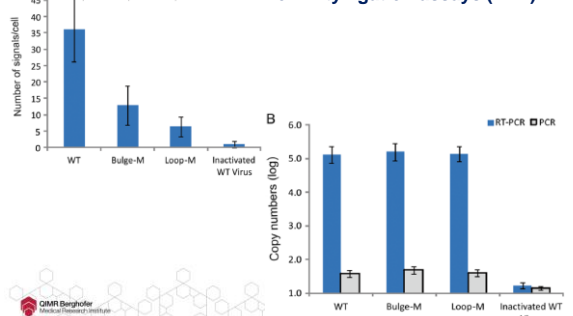 45
40
35
30
25
20
15
10
5
0
Number of signals/cell
WT
Bulge-M
Loop-M
Inactivated
WT Virus
B
RT-PCR
PCR
6.0
5.0
4.0
3.0
2.0
1.0
Copy numbers (log)
WT
Bulge-M
Loop-M
Inactivated WT
QIMR Berghofer
Medical Research Institute